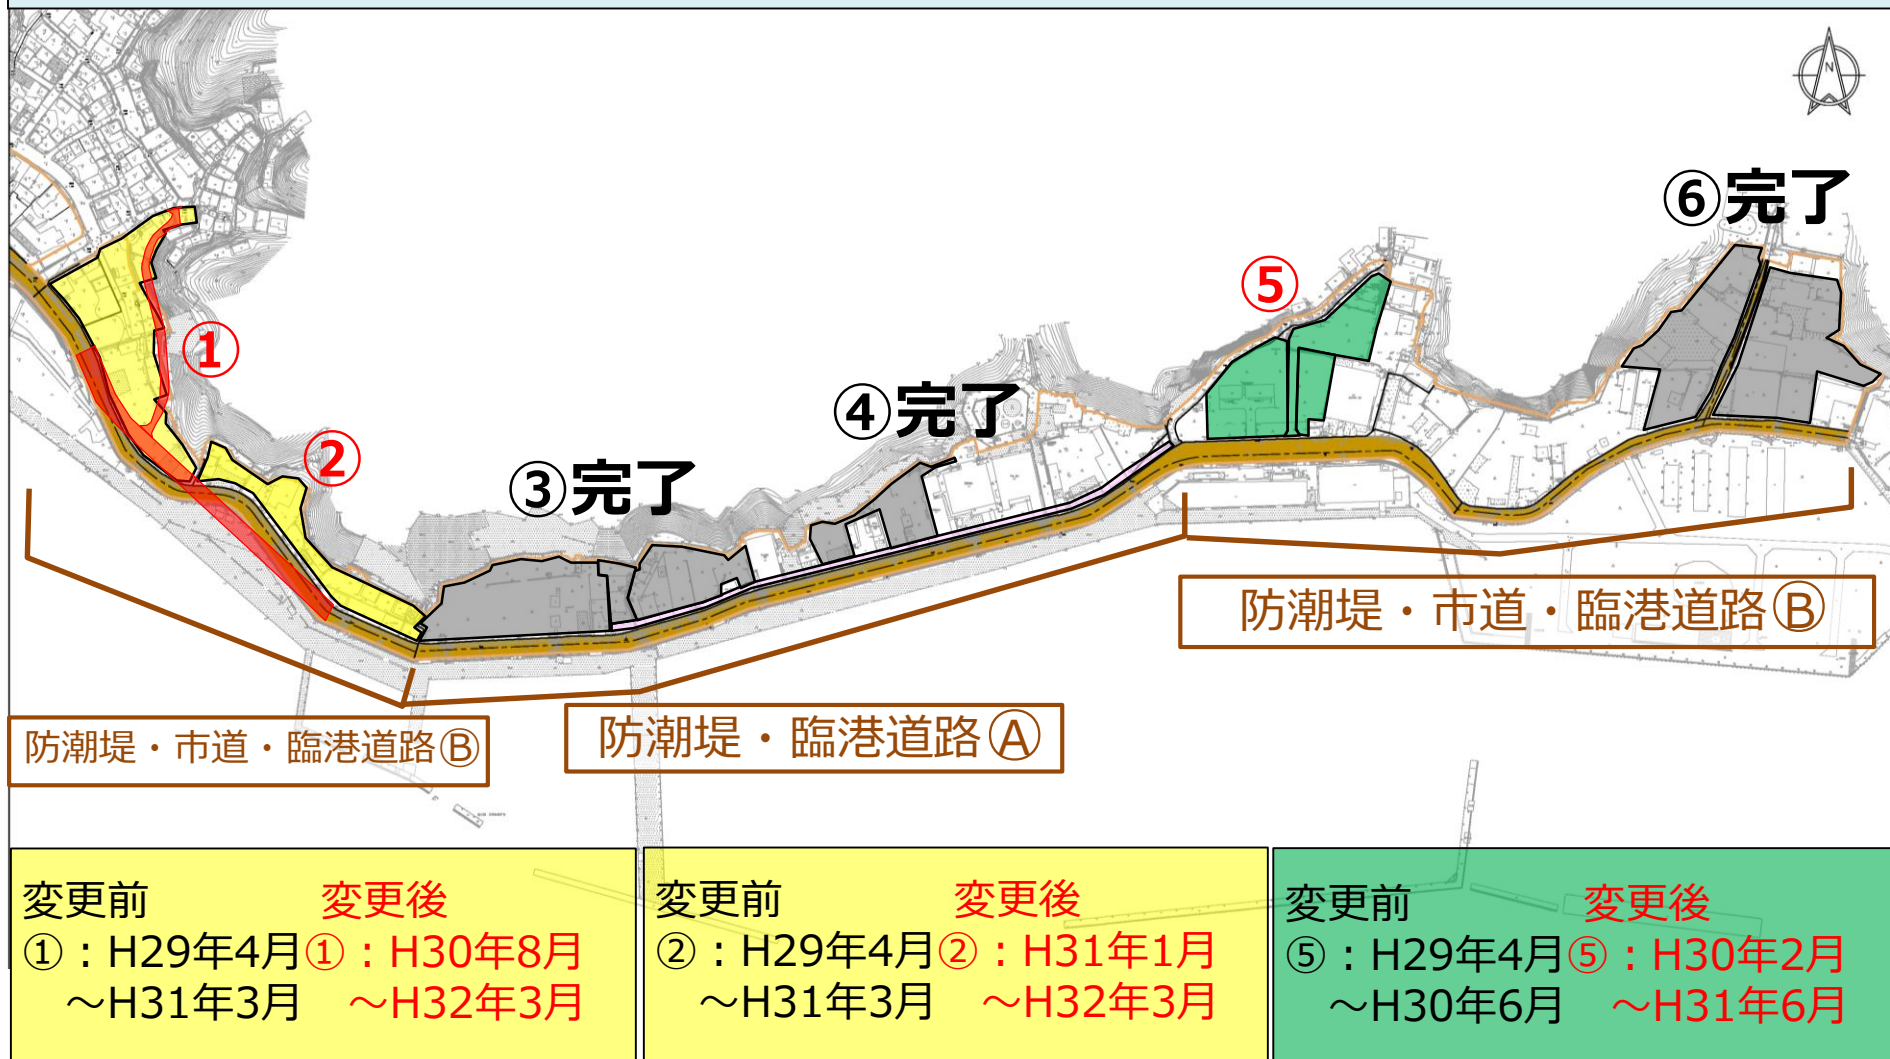 N
⑥完了
⑤
①
④完了
②
③完了
防潮堤・市道・臨港道路Ⓑ
防潮堤・臨港道路Ⓐ
防潮堤・市道・臨港道路Ⓑ
変更前 変更後
①：H29年4月 ①：H30年8月
～H31年3月 ～H32年3月
変更前 変更後
②：H29年4月 ②：H31年1月
～H31年3月 ～H32年3月
変更前 変更後
⑤：H29年4月 ⑤：H30年2月
～H30年6月 ～H31年6月